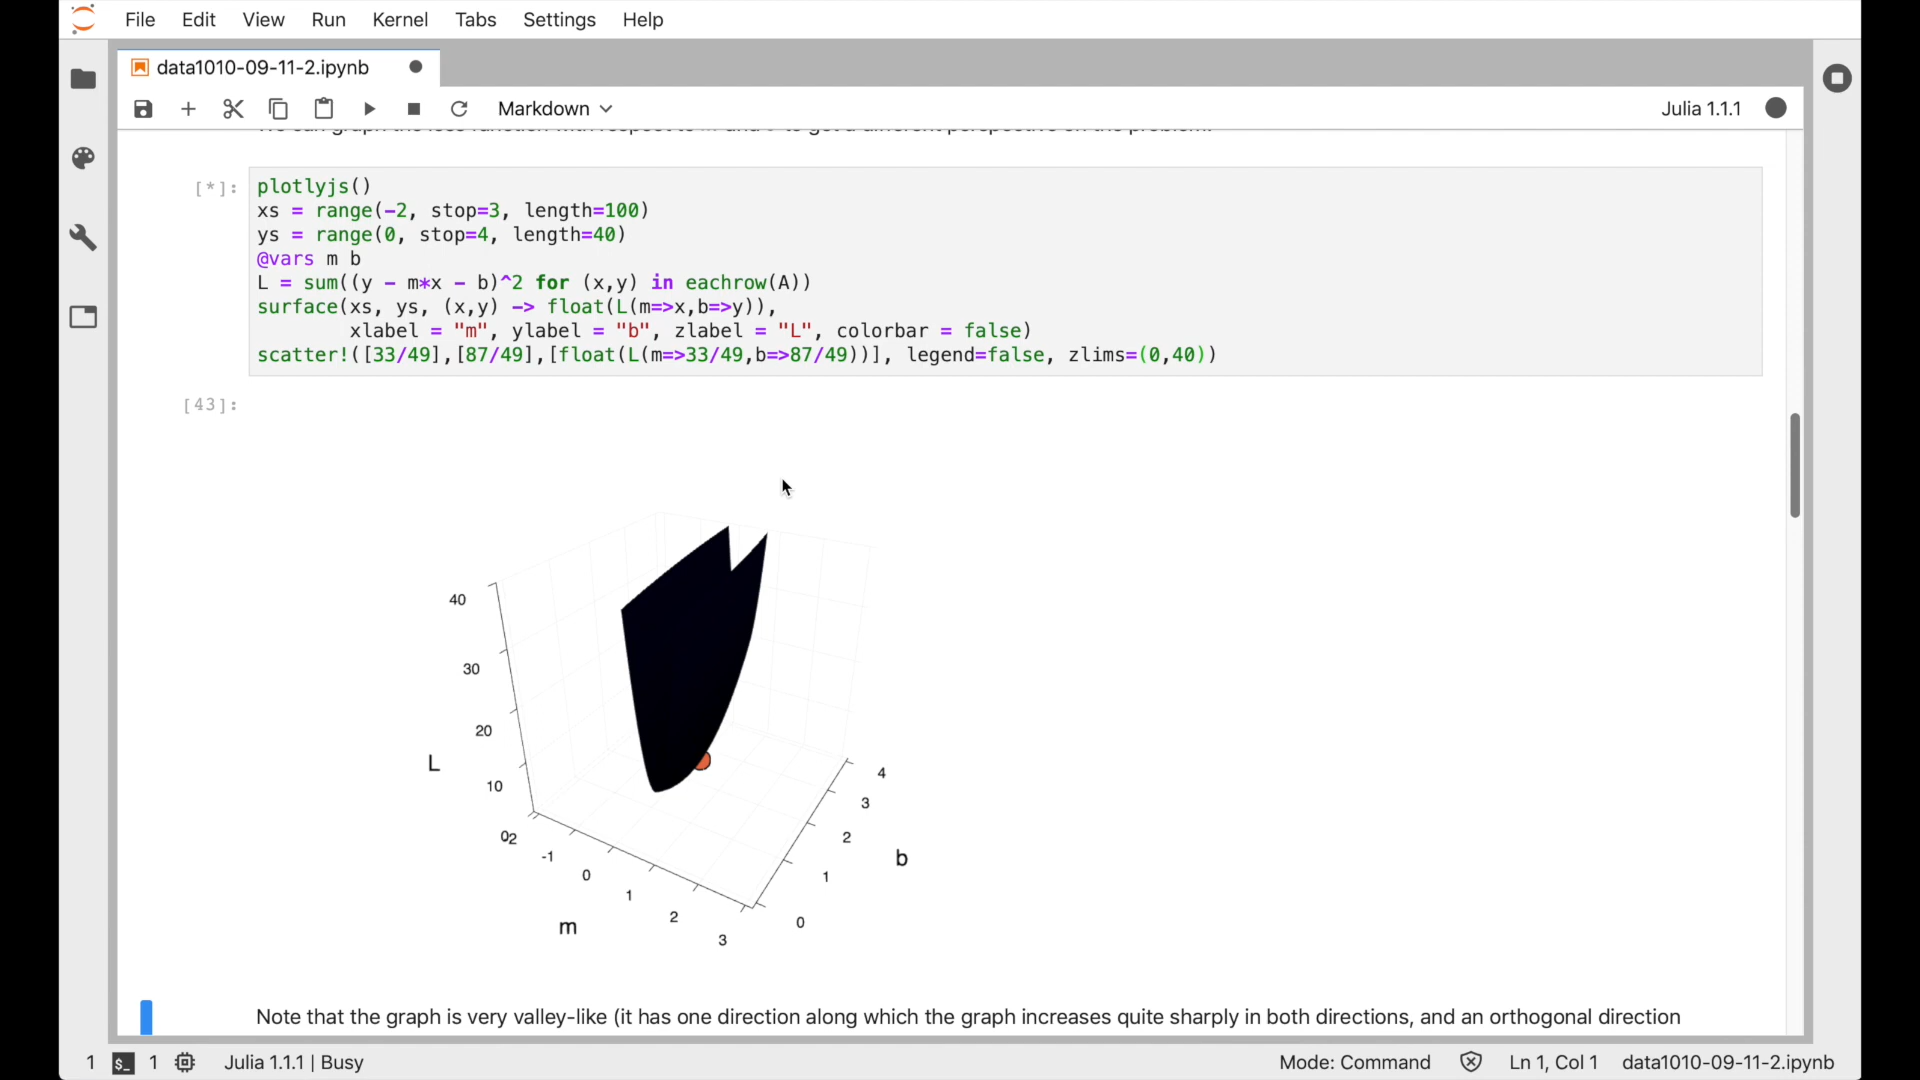 File Edit View Run Kernel Tabs Settings Help
data1010-09-11-2.ipynb
Markdown
Julia 1.1.1
[*]:
plotlyjs()
xs = range(-2, stop=3, length=100)
ys = range(0, stop=4, length=40)
@vars m b
L = sum((y - m*x - b)^2 for (x,y) in eachrow(A))
surface(xs, ys, (x,y) -> float(L(m=>x,b=>y)),
xlabel = "m", ylabel = "b", zlabel = "L", colorbar = false)
scatter!([33/49],[87/49],[float(L(m=>33/49,b=>87/49))], legend=false, zlims=(0,40))
[43]:
40
30
20
10
0
L
-1
0
1
2
3
m
4
3
2
1
0
b
Note that the graph is very valley-like (it has one direction along which the graph increases quite sharply in both directions, and an orthogonal direction
1 $_ 1 Julia 1.1.1 | Busy Mode: Command Ln 1, Col 1 data1010-09-11-2.ipynb